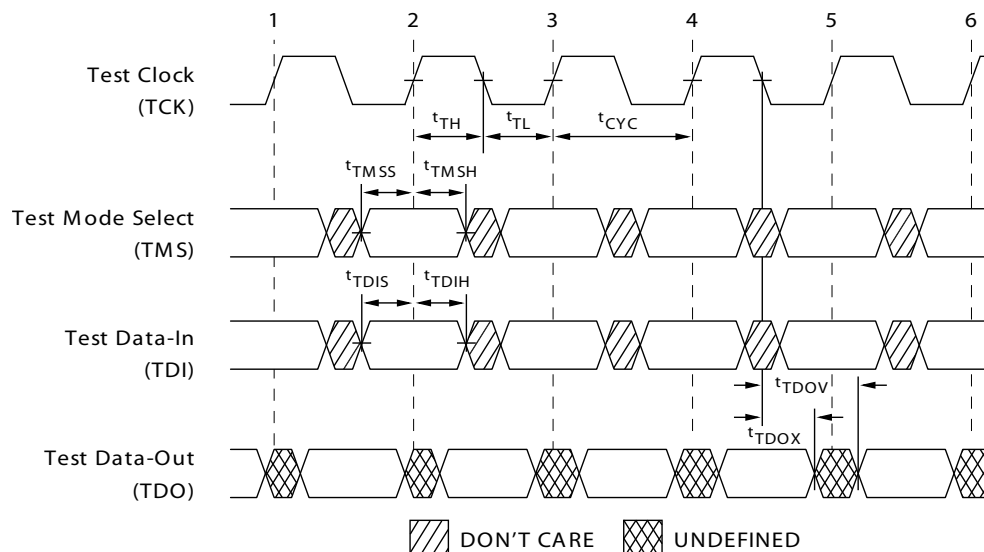 1 2 3 4 5 6
Test Clock
(TCK)
tTH tTL tCYC
tTMSS tTMSH
Test Mode Select
(TMS)
tTDIS tTDIH
Test Data-In
(TDI)
tTDOV
tTDOX
Test Data-Out
(TDO)
DON'T CARE UNDEFINED